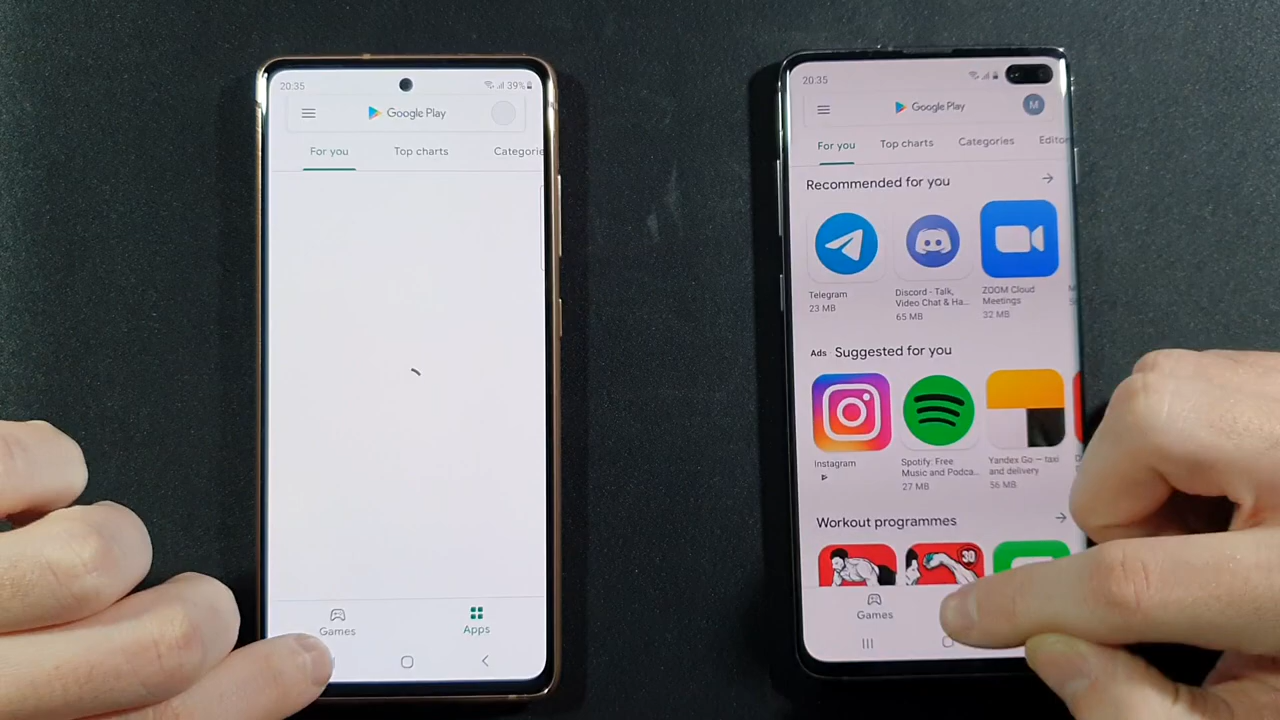 20:35
39%
Google Play
For you
Top charts
Categorie
Games
Apps
20:35
Google Play
M
For you
Top charts
Categories
Editor
Recommended for you
Telegram
23 MB
Discord - Talk,
Video Chat & Ha...
65 MB
ZOOM Cloud
Meetings
32 MB
Ads Suggested for you
Instagram
Spotify: Free
Music and Podca...
27 MB
Yandex Go — taxi
and delivery
56 MB
Workout programmes
30
Games